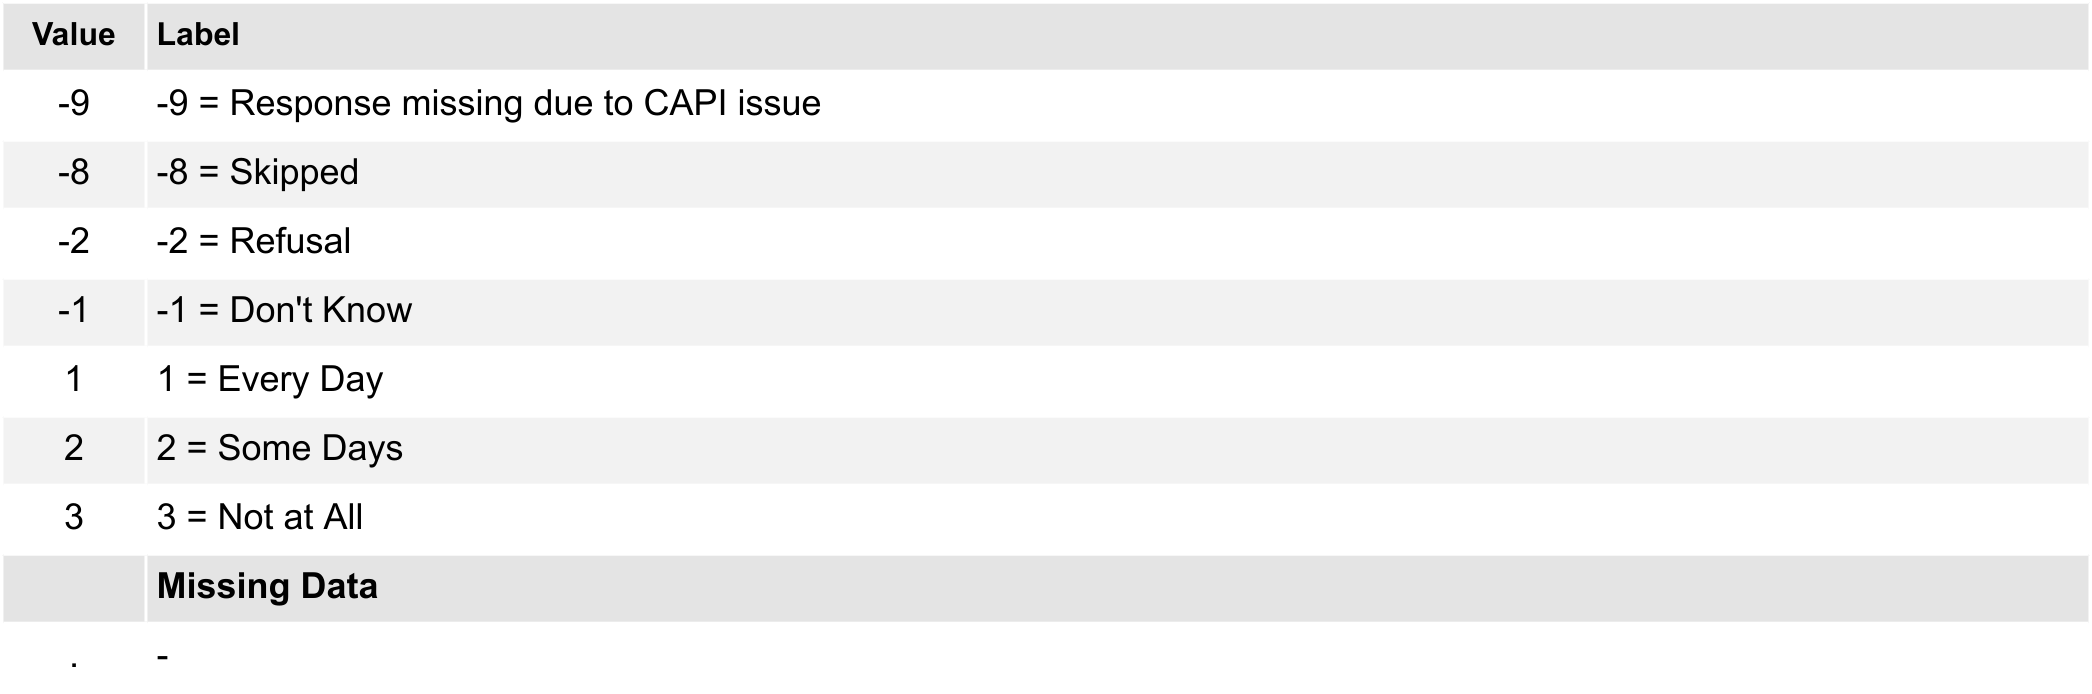 Value Label
-9 -9 = Response missing due to CAPI issue
-8 -8 = Skipped
-2 -2 = Refusal
-1 -1 = Don't Know
1 1 = Every Day
2 2 = Some Days
3 3 = Not at All
Missing Data
. -